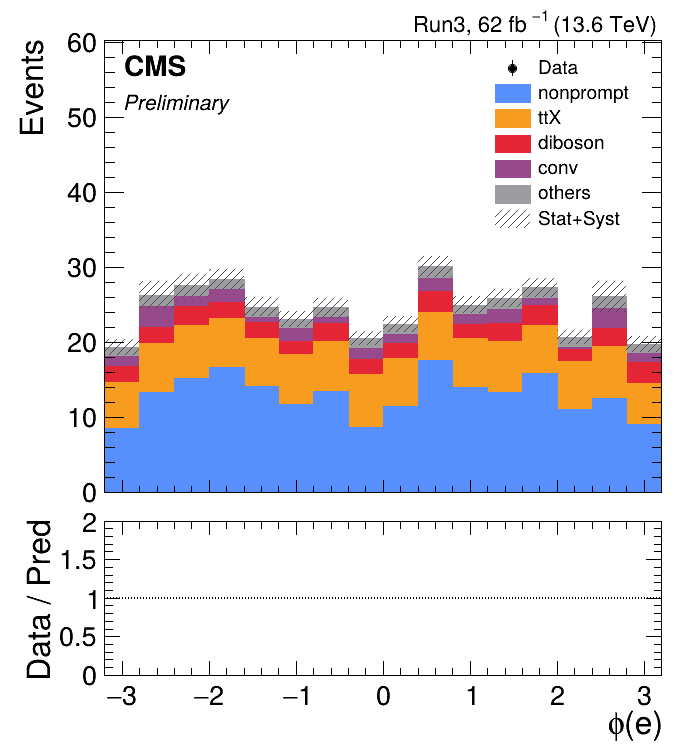 Run3, 62 fb⁻¹ (13.6 TeV)
CMS
Preliminary
Data
nonprompt
ttX
diboson
conv
others
Stat+Syst
Events
60
50
40
30
20
10
0
Data / Pred
2
1.5
1
0.5
0
−3 −2 −1 0 1 2 3
ϕ(e)